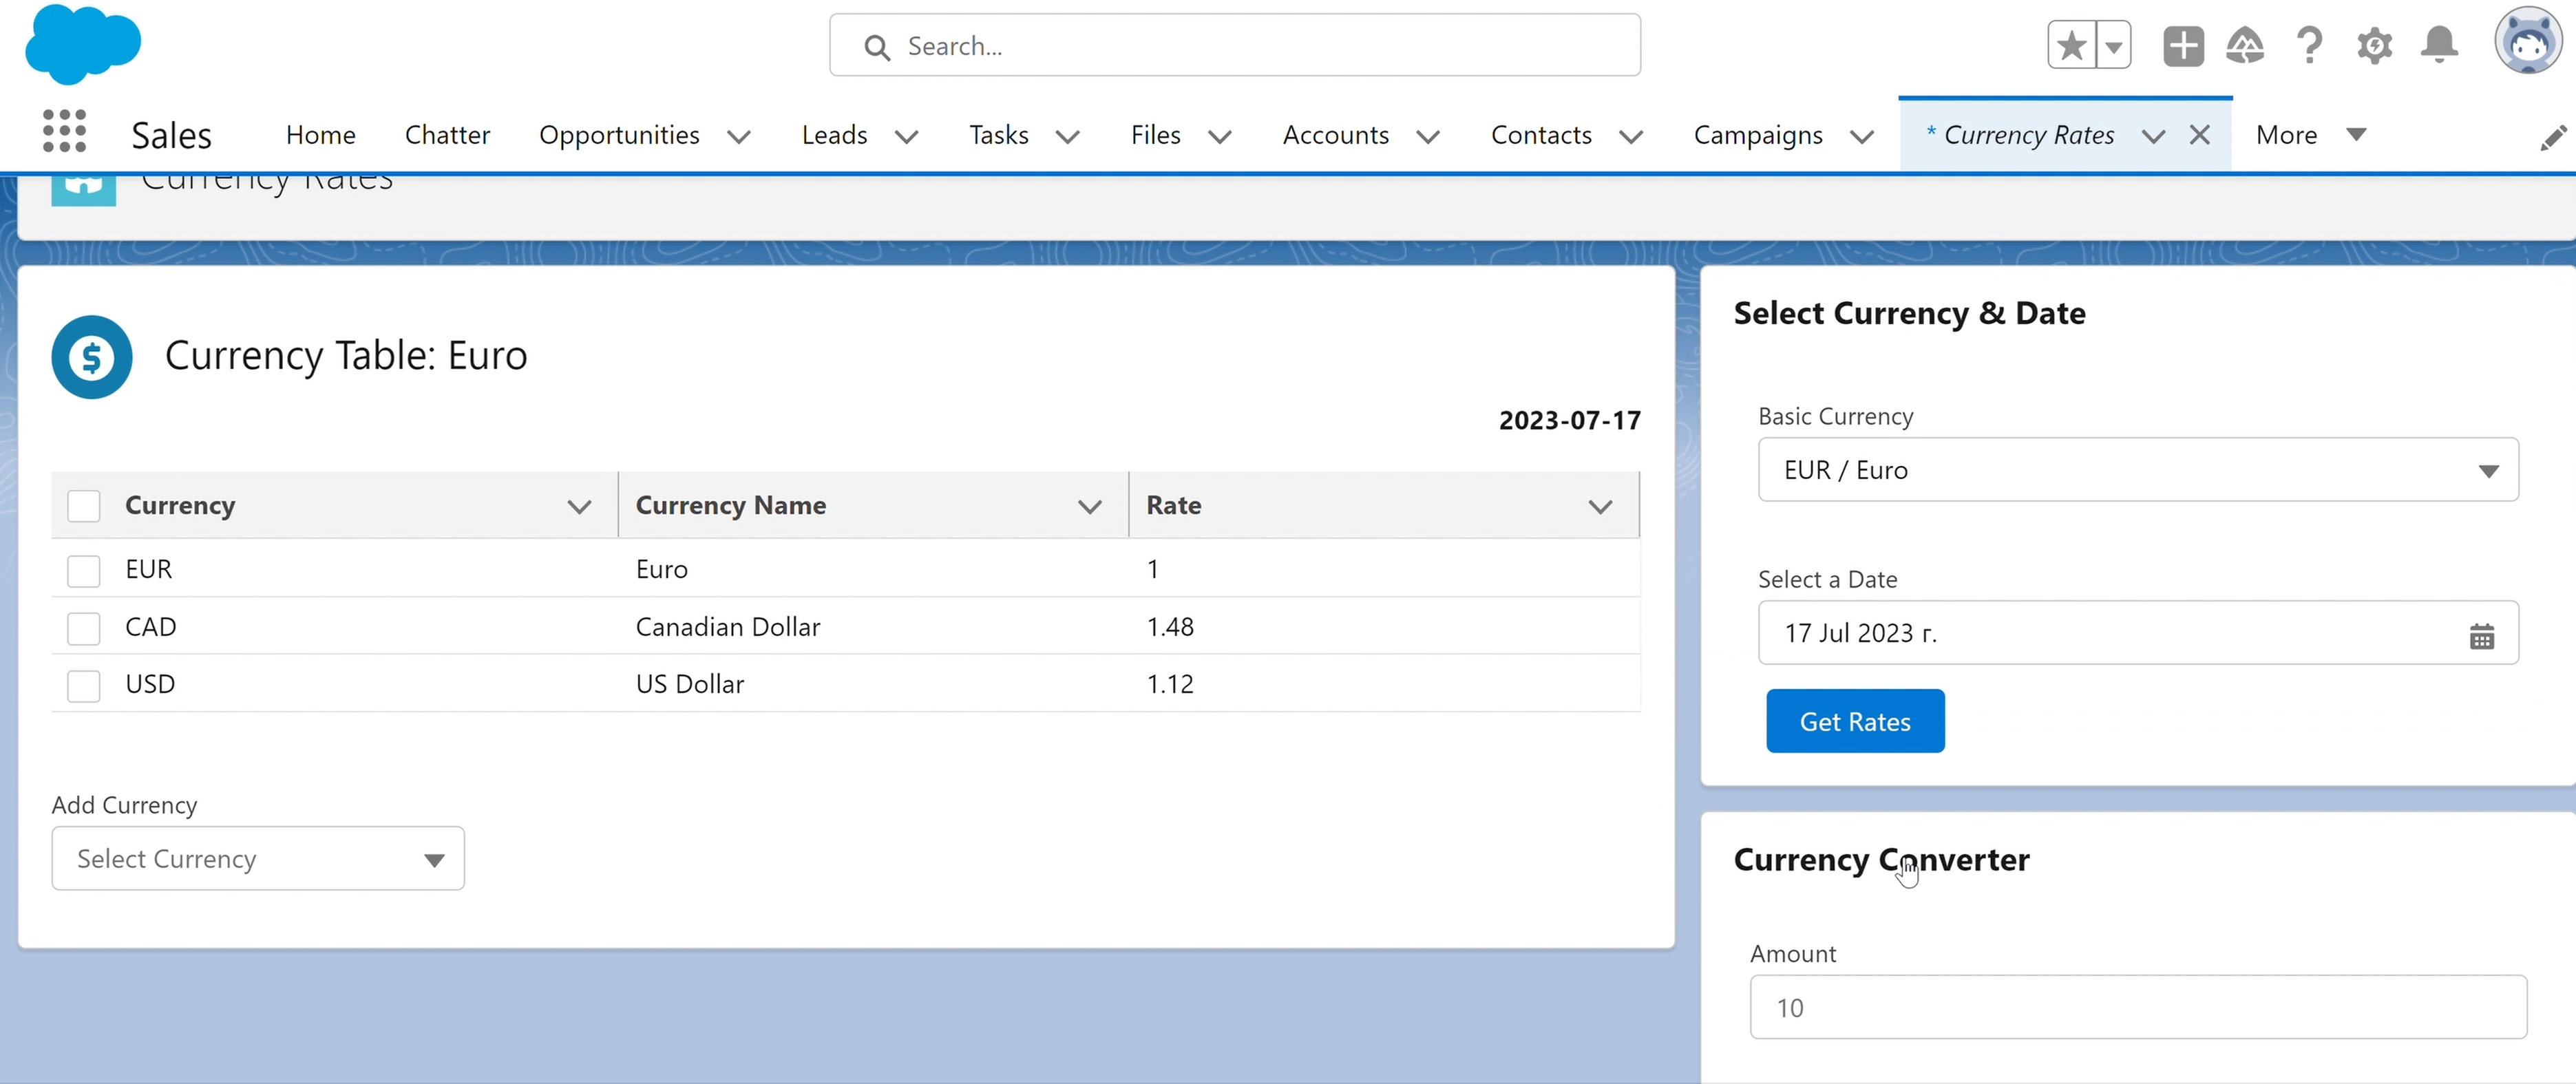 Search...
Sales
Home
Chatter
Opportunities
Leads
Tasks
Files
Accounts
Contacts
Campaigns
* Currency Rates
More
Currency Rates
Currency Table: Euro
2023-07-17
Currency Currency Name Rate
EUR Euro 1
CAD Canadian Dollar 1.48
USD US Dollar 1.12
Add Currency
Select Currency
Select Currency & Date
Basic Currency
EUR / Euro
Select a Date
17 Jul 2023 г.
Get Rates
Currency Converter
Amount
10